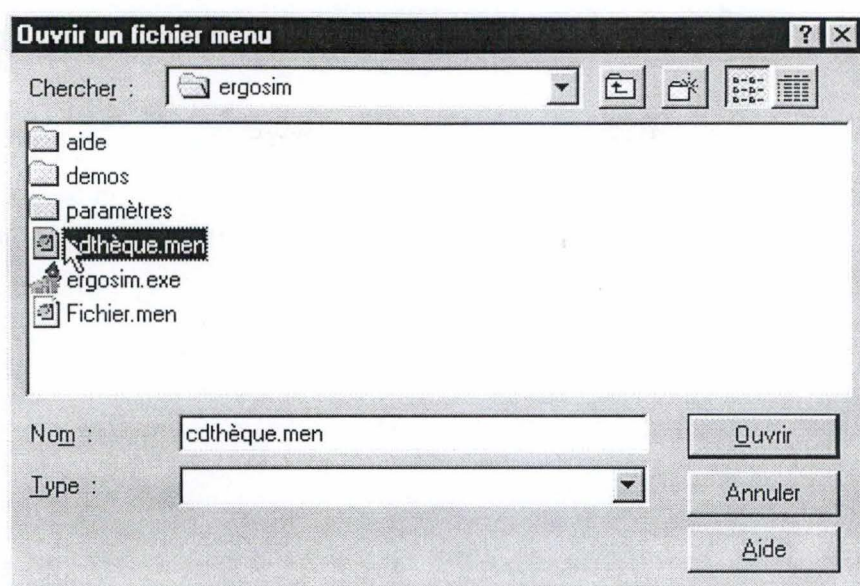 Ouvrir un fichier menu
Chercher :
ergosim
aide
demos
paramètres
cdthèque.men
ergosim.exe
Fichier.men
Nom :
cdthèque.men
Ouvrir
Type :
Annuler
Aide